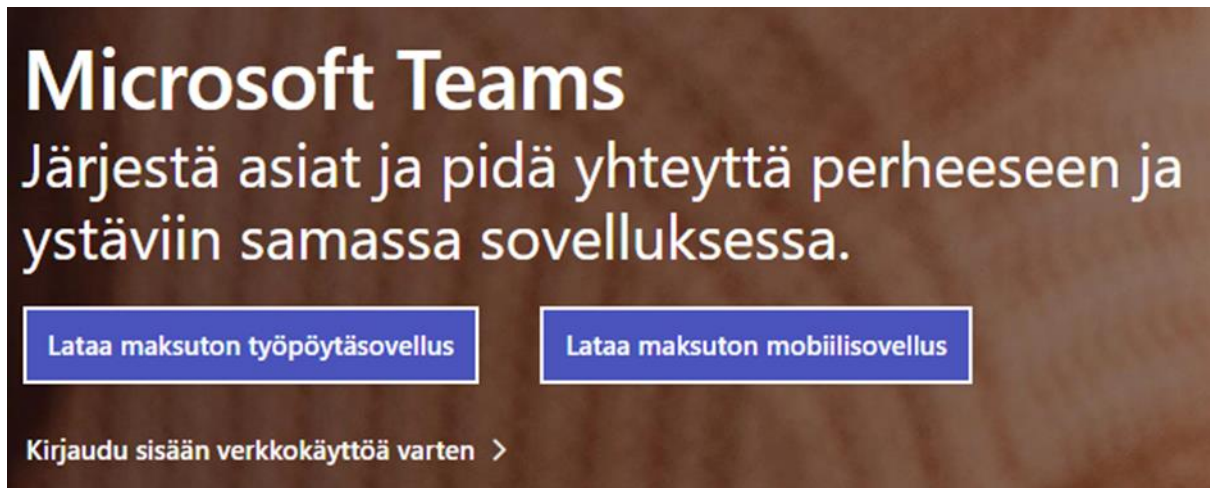 Microsoft Teams
Järjestä asiat ja pidä yhteyttä perheeseen ja
ystäviin samassa sovelluksessa.
Lataa maksuton työpöytäsovellus
Lataa maksuton mobiilisovellus
Kirjaudu sisään verkkokäyttöä varten >